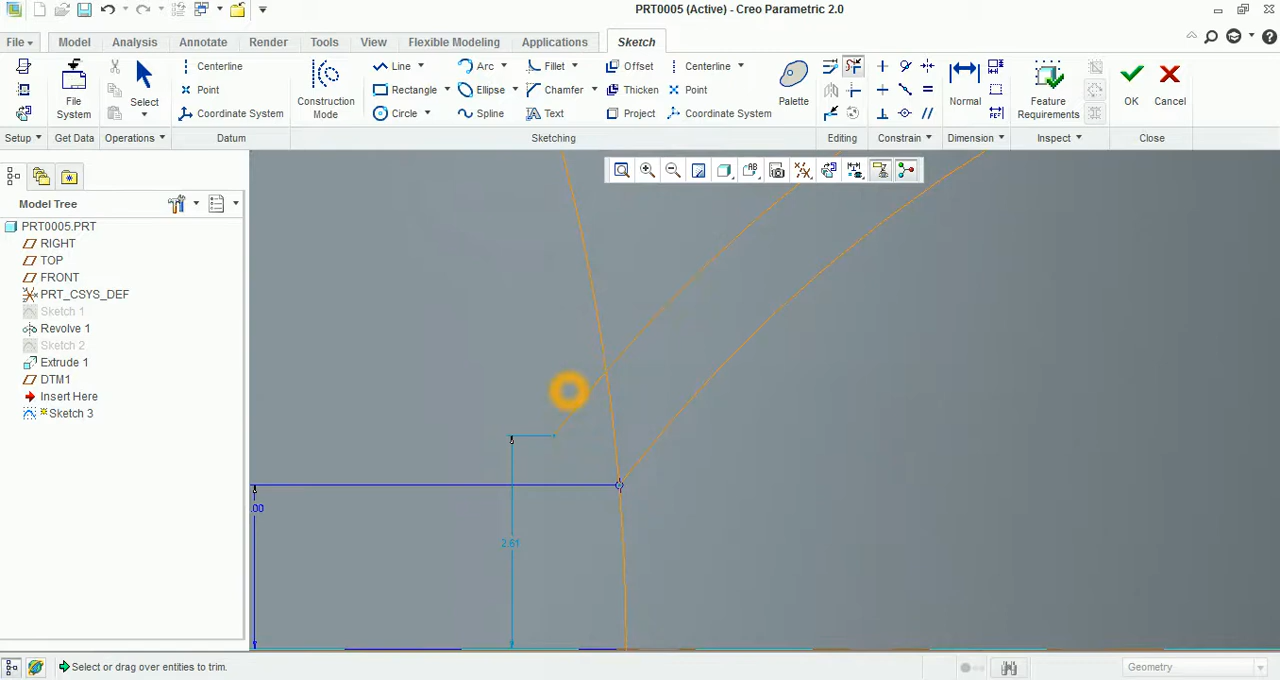 PRT0005 (Active) - Creo Parametric 2.0
File Model Analysis Annotate Render Tools View Flexible Modeling Applications Sketch
File System
Select
Centerline
Point
Coordinate System
Construction Mode
Line Arc Fillet Offset Centerline
Rectangle Ellipse Chamfer Thicken Point
Circle Spline Text Project Coordinate System
Palette
Normal
Feature Requirements
OK
Cancel
Setup Get Data Operations Datum Sketching Editing Constrain Dimension Inspect Close
Model Tree
PRT0005.PRT
RIGHT
TOP
FRONT
PRT_CSYS_DEF
Sketch 1
Revolve 1
Sketch 2
Extrude 1
DTM1
Insert Here
Sketch 3
.00
2.61
Select or drag over entities to trim.
Geometry